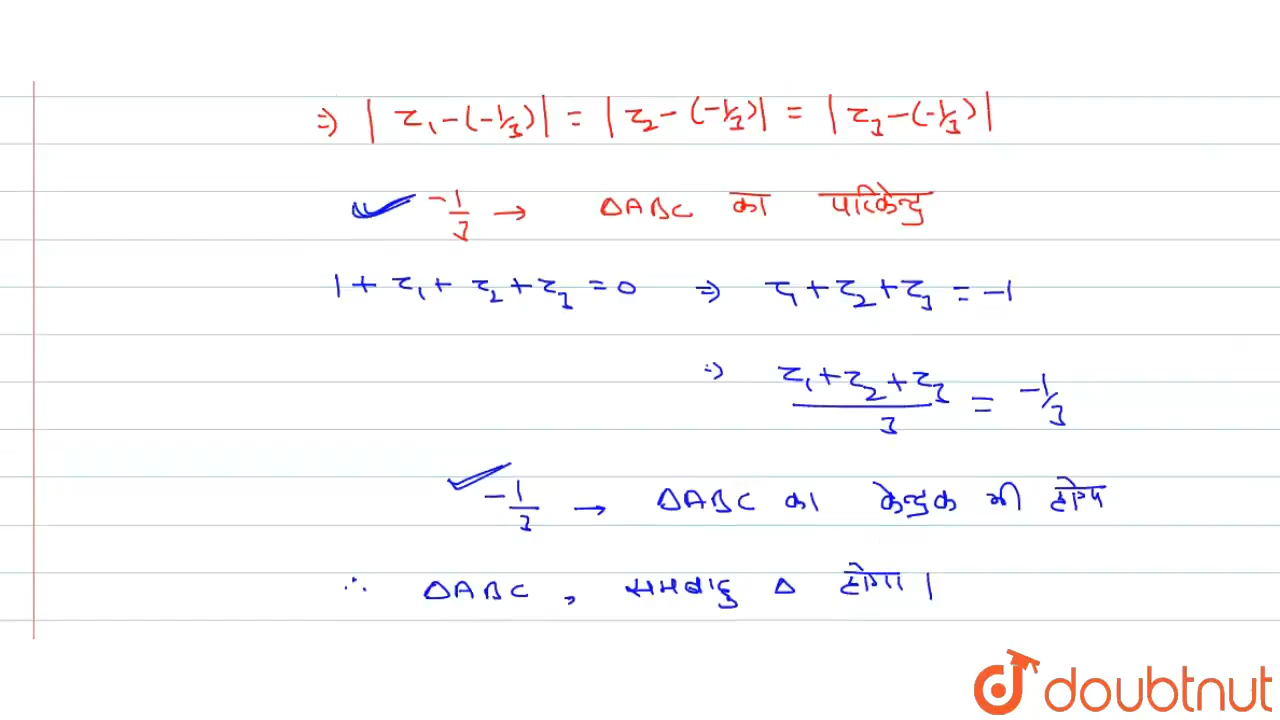 ⇒ | z₁ - (-1/3) | = | z₂ - (-1/3) | = | z₃ - (-1/3) |
-1/3 → ΔABC का परिकेन्द्र
1 + z₁ + z₂ + z₃ = 0 ⇒ z₁ + z₂ + z₃ = -1
⇒ (z₁ + z₂ + z₃)/3 = -1/3
-1/3 → ΔABC का केन्द्रक भी होगा
∴ ΔABC, समबाहु Δ होगा।
doubtnut